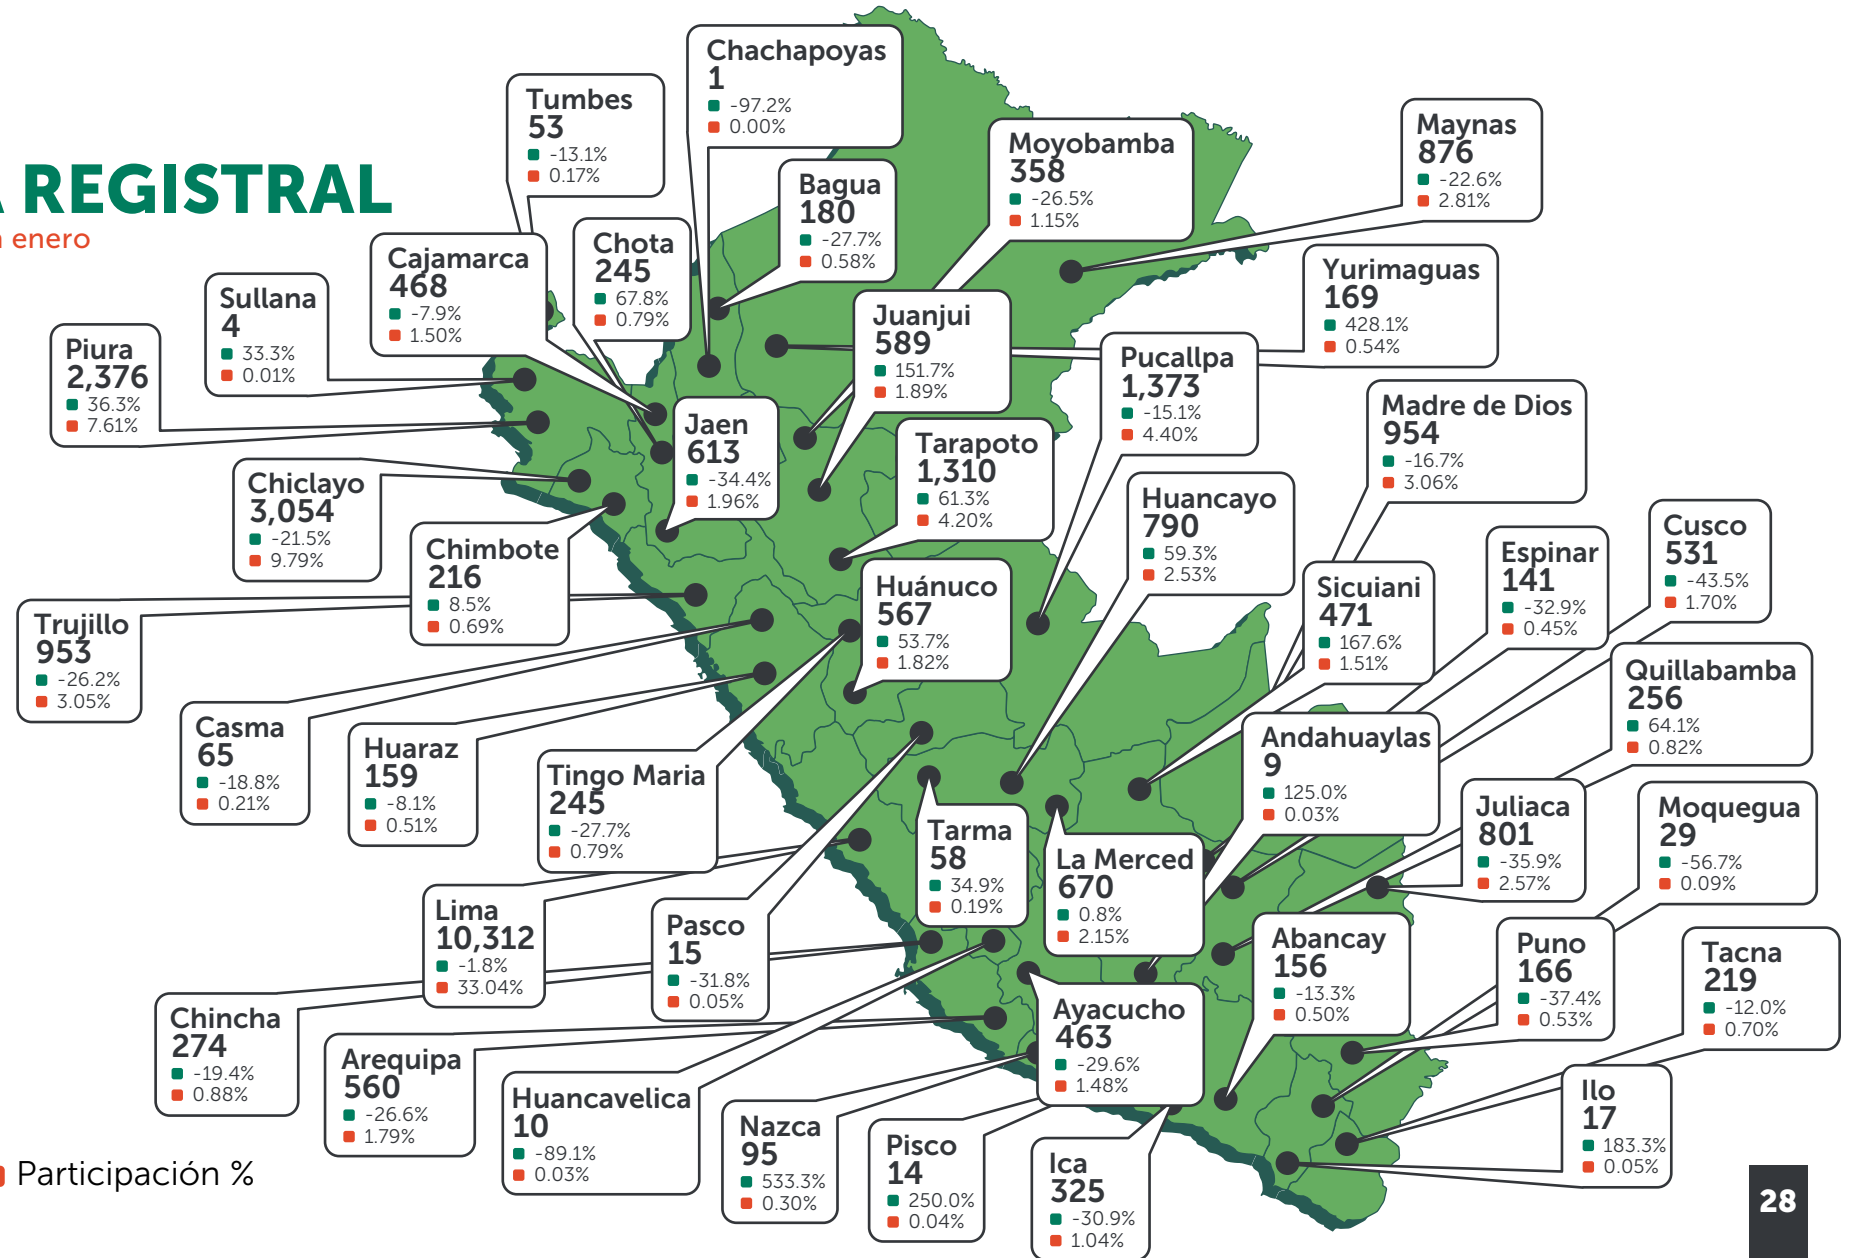 A REGISTRAL
enero
Chachapoyas
1
-97.2%
0.00%
Tumbes
53
-13.1%
0.17%
Maynas
876
-22.6%
2.81%
Moyobamba
358
-26.5%
1.15%
Bagua
180
-27.7%
0.58%
Chota
245
67.8%
0.79%
Cajamarca
468
-7.9%
1.50%
Yurimaguas
169
428.1%
0.54%
Sullana
4
33.3%
0.01%
Juanjui
589
151.7%
1.89%
Piura
2,376
36.3%
7.61%
Pucallpa
1,373
-15.1%
4.40%
Madre de Dios
954
-16.7%
3.06%
Jaen
613
-34.4%
1.96%
Tarapoto
1,310
61.3%
4.20%
Chiclayo
3,054
-21.5%
9.79%
Huancayo
790
59.3%
2.53%
Cusco
531
-43.5%
1.70%
Chimbote
216
8.5%
0.69%
Espinar
141
-32.9%
0.45%
Huánuco
567
53.7%
1.82%
Sicuiani
471
167.6%
1.51%
Trujillo
953
-26.2%
3.05%
Quillabamba
256
64.1%
0.82%
Casma
65
-18.8%
0.21%
Huaraz
159
-8.1%
0.51%
Andahuaylas
9
125.0%
0.03%
Tingo Maria
245
-27.7%
0.79%
Juliaca
801
-35.9%
2.57%
Moquegua
29
-56.7%
0.09%
Tarma
58
34.9%
0.19%
La Merced
670
0.8%
2.15%
Lima
10,312
-1.8%
33.04%
Pasco
15
-31.8%
0.05%
Abancay
156
-13.3%
0.50%
Puno
166
-37.4%
0.53%
Tacna
219
-12.0%
0.70%
Chincha
274
-19.4%
0.88%
Ayacucho
463
-29.6%
1.48%
Arequipa
560
-26.6%
1.79%
Huancavelica
10
-89.1%
0.03%
Ilo
17
183.3%
0.05%
Nazca
95
533.3%
0.30%
Pisco
14
250.0%
0.04%
Ica
325
-30.9%
1.04%
Participación %
28